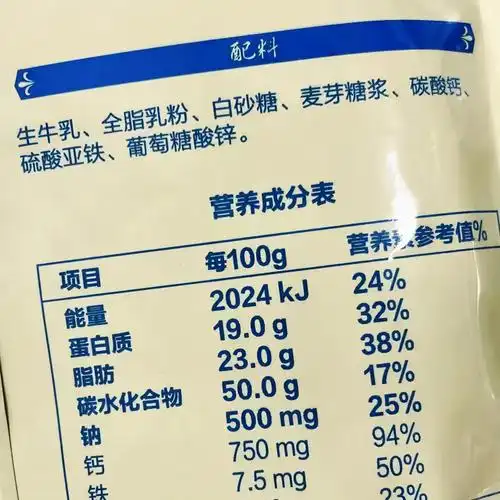 配料
生牛乳、全脂乳粉、白砂糖、麦芽糖浆、碳酸钙、
硫酸亚铁、葡萄糖酸锌。
营养成分表
项目 每100g 营养素参考值%
能量 2024 kJ 24%
蛋白质 19.0 g 32%
脂肪 23.0 g 38%
碳水化合物 50.0 g 17%
钠 500 mg 25%
钙 750 mg 94%
铁 7.5 mg 50%
23%